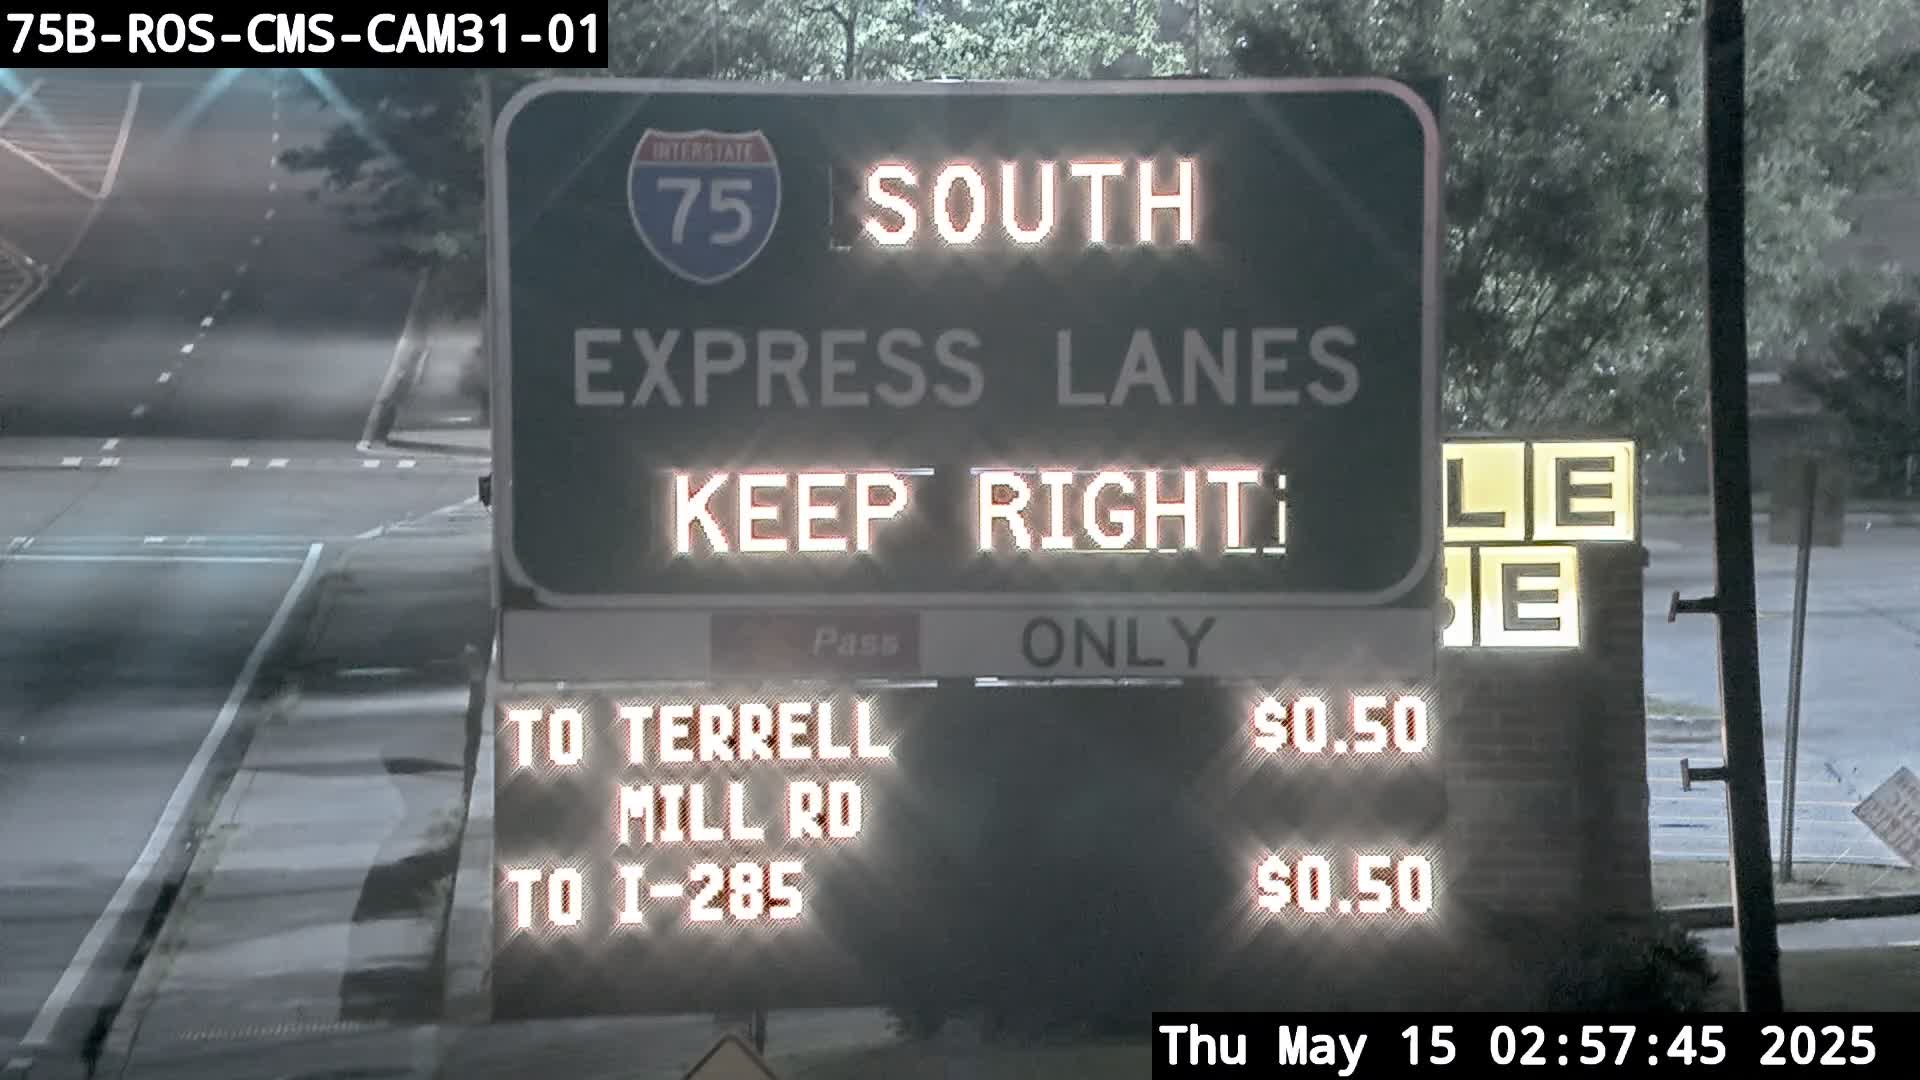 75B-ROS-CMS-CAM31-01
INTERSTATE
75
SOUTH
EXPRESS LANES
KEEP RIGHT
Pass ONLY
TO TERRELL $0.50
MILL RD
TO I-285 $0.50
LE
E
Thu May 15 02:57:45 2025